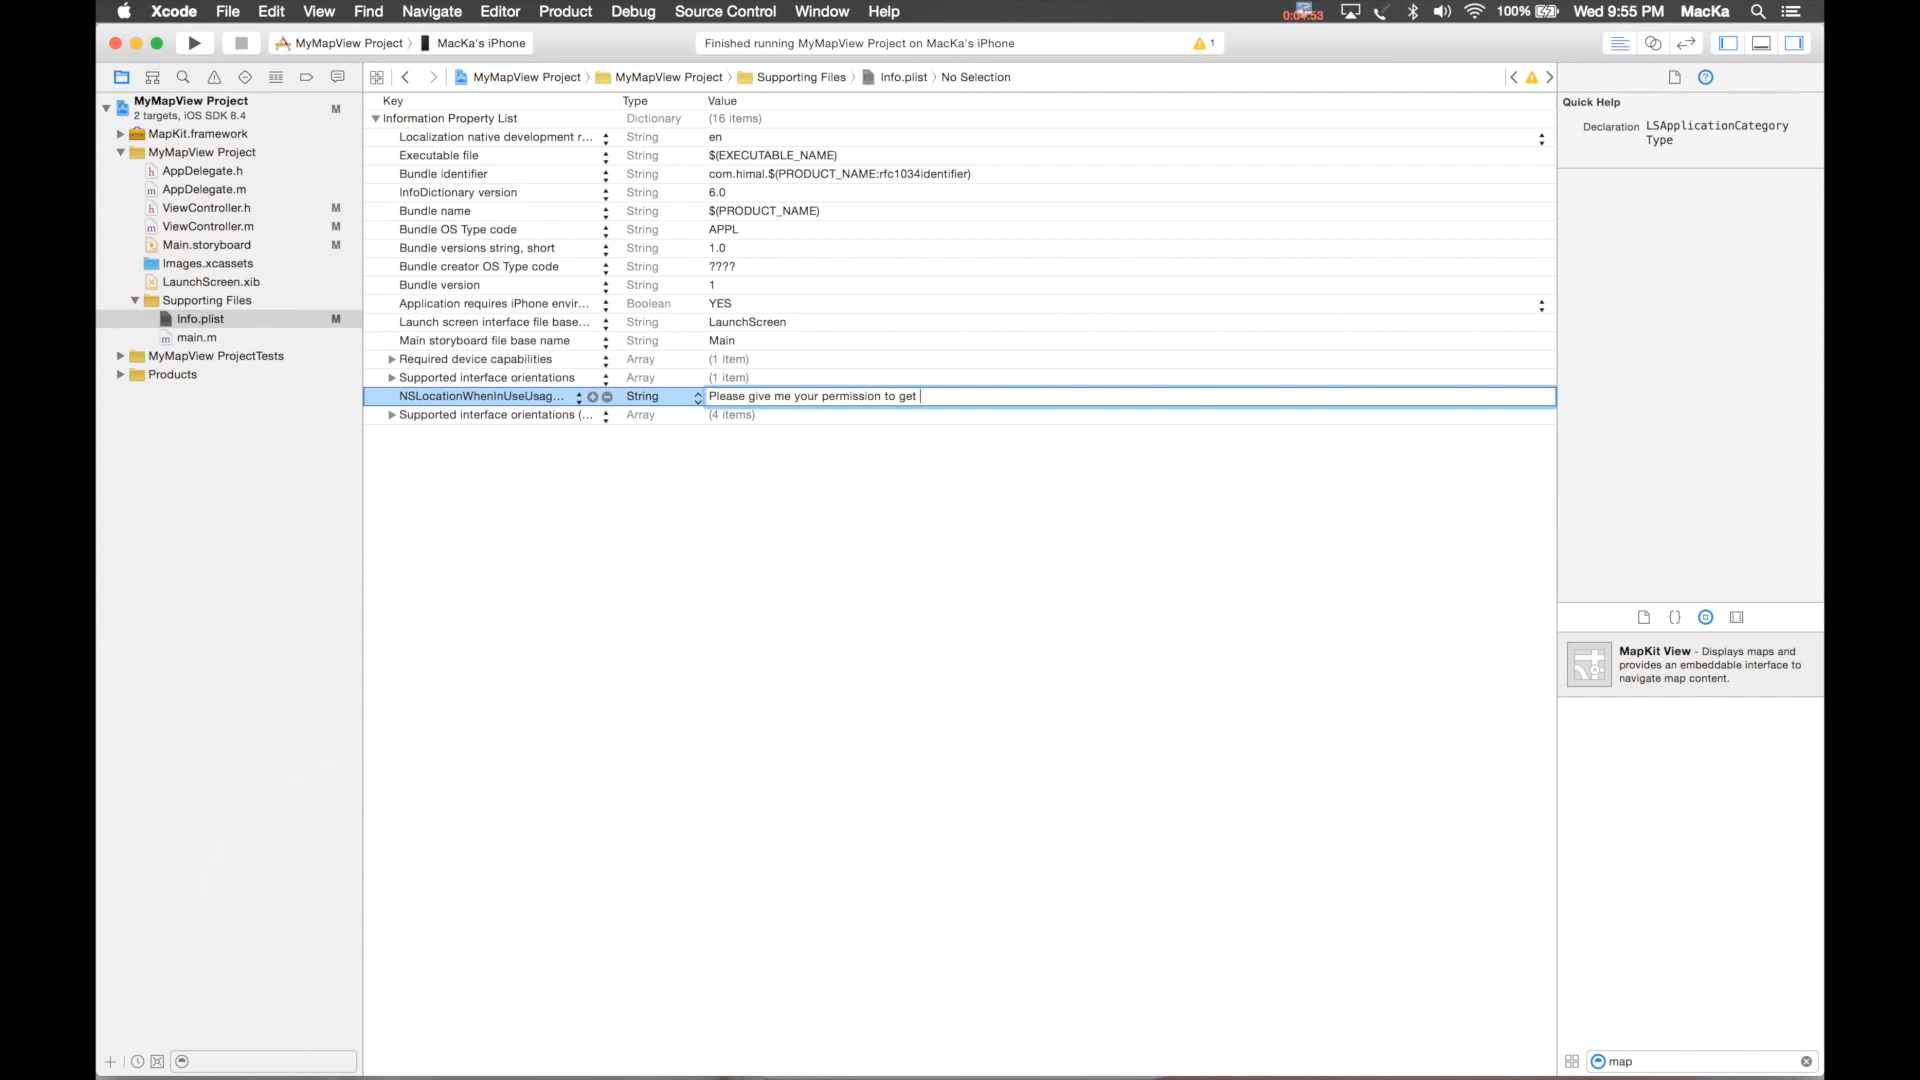 Xcode File Edit View Find Navigate Editor Product Debug Source Control Window Help 100% Wed 9:55 PM MacKa
MyMapView Project MacKa's iPhone Finished running MyMapView Project on MacKa's iPhone 1
MyMapView Project MyMapView Project Supporting Files Info.plist No Selection
MyMapView Project M
2 targets, iOS SDK 8.4
MapKit.framework
MyMapView Project
h AppDelegate.h
m AppDelegate.m
h ViewController.h M
m ViewController.m M
Main.storyboard M
Images.xcassets
LaunchScreen.xib
Supporting Files
Info.plist M
m main.m
MyMapView ProjectTests
Products
Key Type Value
Information Property List Dictionary (16 items)
Localization native development r... String en
Executable file String $(EXECUTABLE_NAME)
Bundle identifier String com.himal.$(PRODUCT_NAME:rfc1034identifier)
InfoDictionary version String 6.0
Bundle name String $(PRODUCT_NAME)
Bundle OS Type code String APPL
Bundle versions string, short String 1.0
Bundle creator OS Type code String ????
Bundle version String 1
Application requires iPhone envir... Boolean YES
Launch screen interface file base... String LaunchScreen
Main storyboard file base name String Main
Required device capabilities Array (1 item)
Supported interface orientations Array (1 item)
NSLocationWhenInUseUsag... String Please give me your permission to get
Supported interface orientations (... Array (4 items)
Quick Help
Declaration LSApplicationCategory
Type
{}
MapKit View - Displays maps and
provides an embeddable interface to
navigate map content.
map